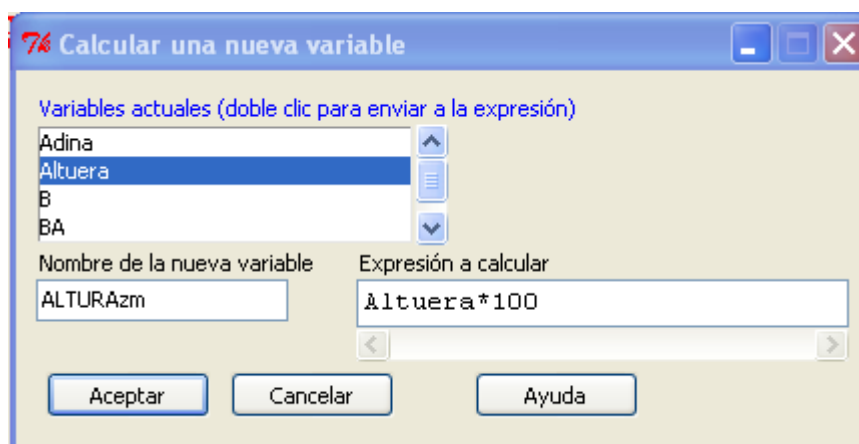 Calcular una nueva variable
Variables actuales (doble clic para enviar a la expresión)
Adina
Altuera
B
BA
Nombre de la nueva variable
Expresión a calcular
ALTURAzm
Altuera*100
Aceptar
Cancelar
Ayuda